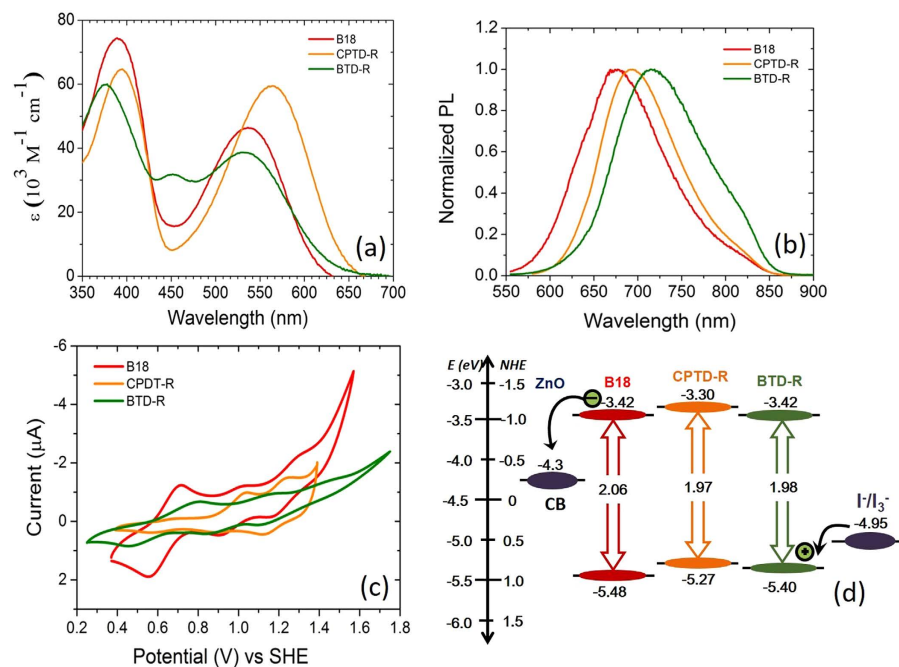 80
60
40
20
0
350 400 450 500 550 600 650 700
ε (10³ M⁻¹ cm⁻¹)
Wavelength (nm)
B18
CPTD-R
BTD-R
(a)
1.0
0.8
0.6
0.4
0.2
0.0
550 600 650 700 750 800 850 900
Normalized PL
Wavelength (nm)
B18
CPTD-R
BTD-R
(b)
-6
-4
-2
0
2
0.2 0.4 0.6 0.8 1.0 1.2 1.4 1.6 1.8
Current (µA)
Potential (V) vs SHE
B18
CPDT-R
BTD-R
(c)
E (eV) NHE
-3.0 -1.5
-3.5 -1.0
-4.0 -0.5
-4.5 0
-5.0 0.5
-5.5 1.0
-6.0 1.5
ZnO B18 CPTD-R BTD-R
-3.42 -3.30 -3.42
-4.3
CB
2.06 1.97 1.98
I⁻/I₃⁻
-4.95
-5.48 -5.27 -5.40
(d)